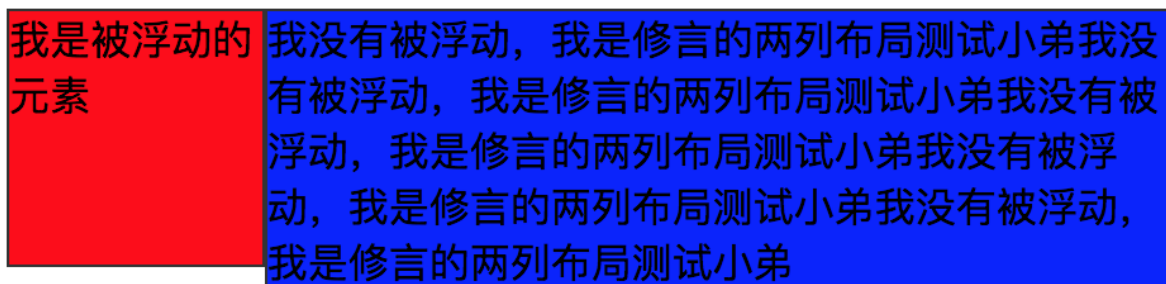 我是被浮动的
元素
我没有被浮动，我是修言的两列布局测试小弟我没
有被浮动，我是修言的两列布局测试小弟我没有被
浮动，我是修言的两列布局测试小弟我没有被浮
动，我是修言的两列布局测试小弟我没有被浮动，
我是修言的两列布局测试小弟